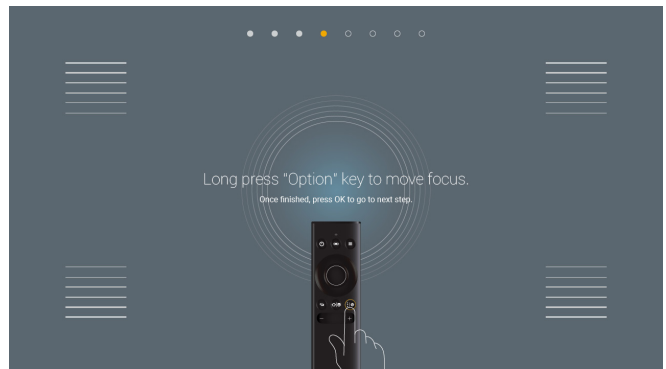 Long press "Option" key to move focus.
Once finished, press OK to go to next step.